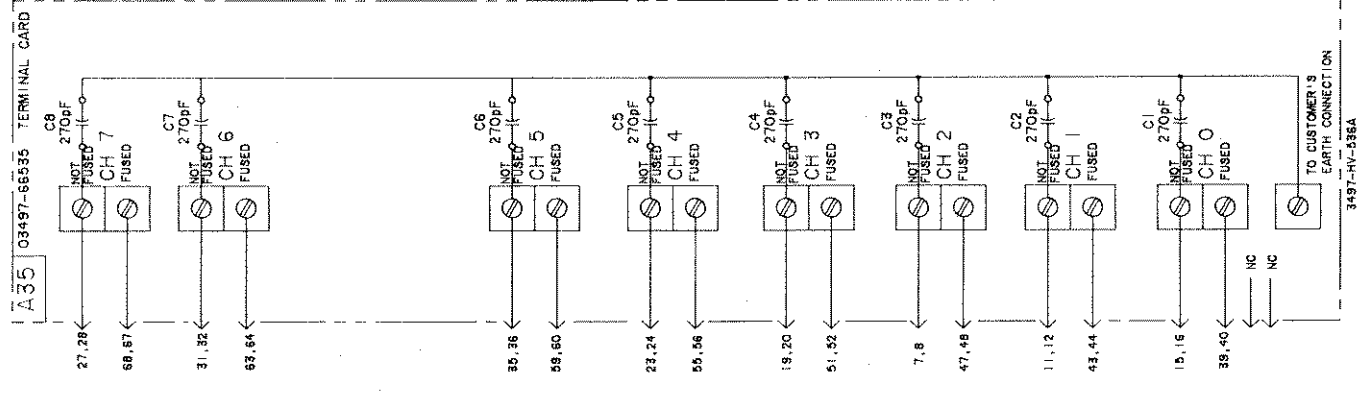 A35
03497-66535 TERMINAL CARD
C8
270pF
NOT
FUSED
CH 7
FUSED
27,28
68,67
C7
270pF
NOT
FUSED
CH 6
FUSED
31,32
63,64
C6
270pF
NOT
FUSED
CH 5
FUSED
35,36
59,60
C5
270pF
NOT
FUSED
CH 4
FUSED
23,24
55,56
C4
270pF
NOT
FUSED
CH 3
FUSED
19,20
51,52
C3
270pF
NOT
FUSED
CH 2
FUSED
7,8
47,48
C2
270pF
NOT
FUSED
CH 1
FUSED
11,12
43,44
C1
270pF
NOT
FUSED
CH 0
FUSED
15,16
39,40
NC
NC
TO CUSTOMER'S
EARTH CONNECTION
3497-HV-536A